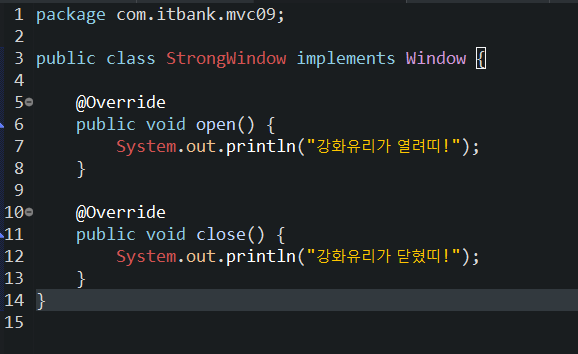 1 package com.itbank.mvc09;
2
3 public class StrongWindow implements Window {
4
5 @Override
6 public void open() {
7 System.out.println("강화유리가 열려띠!");
8 }
9
10 @Override
11 public void close() {
12 System.out.println("강화유리가 닫혔띠!");
13 }
14 }
15